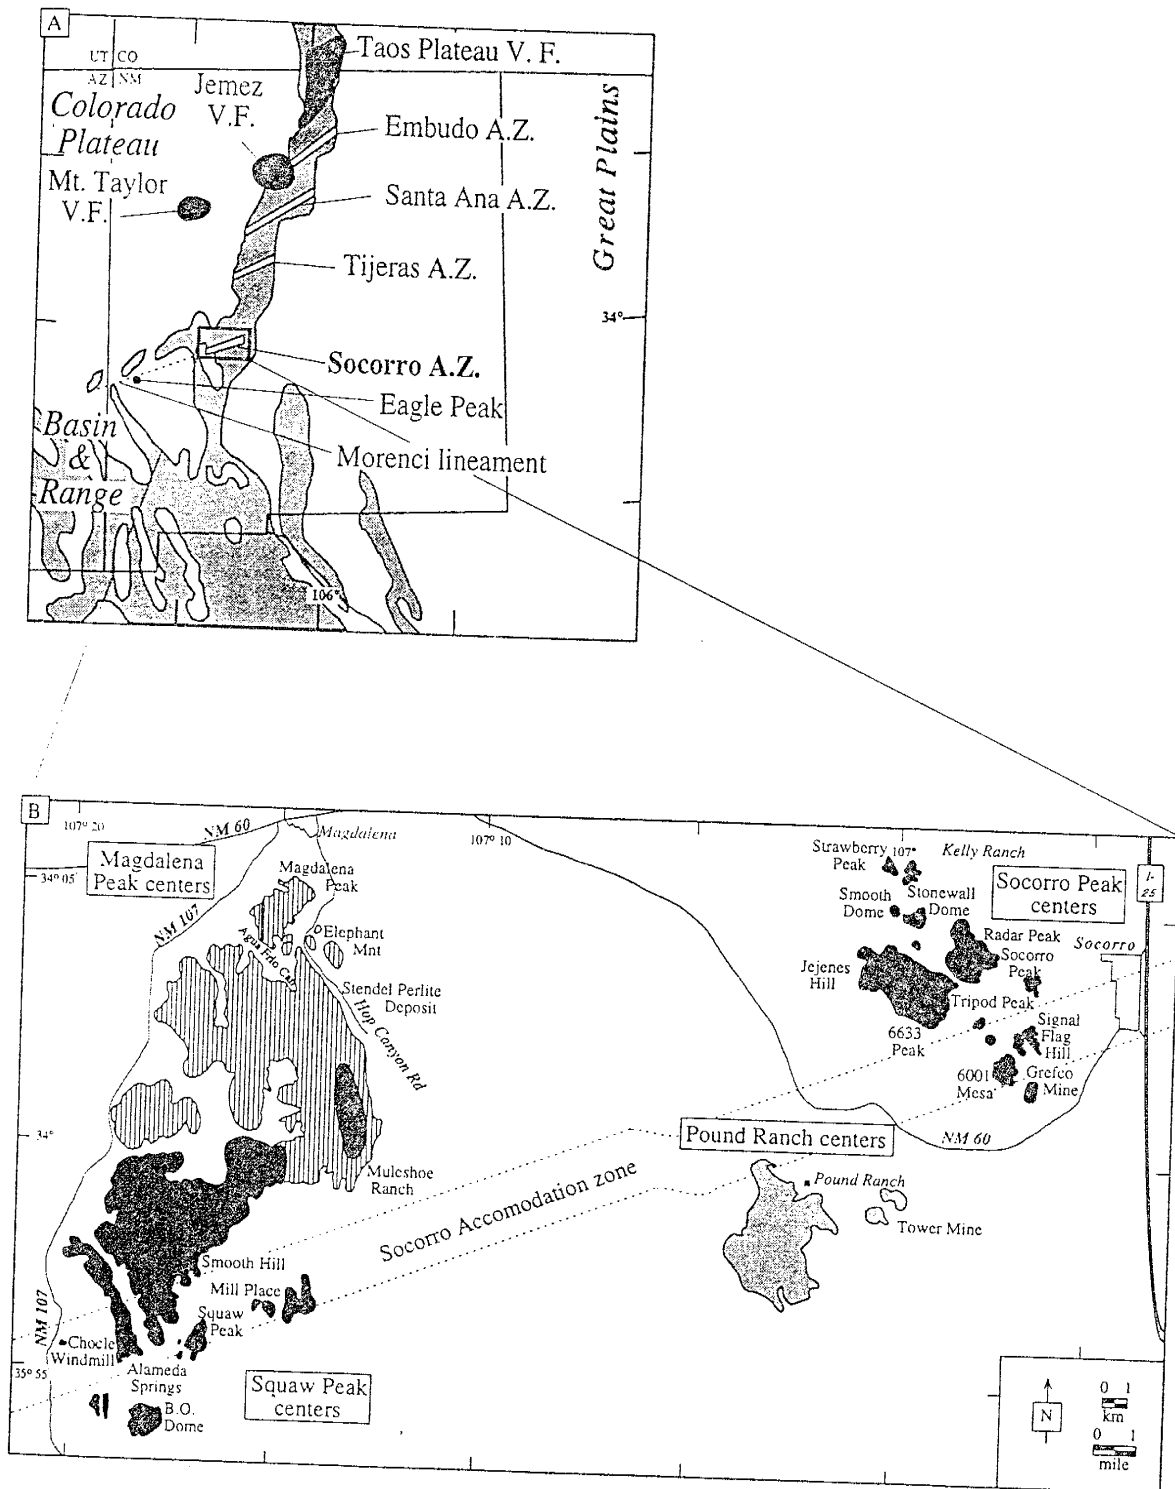 A
Taos Plateau V. F.
UT CO
AZ NM
Jemez
V.F.
Colorado
Plateau
Embudo A.Z.
Great Plains
Mt. Taylor
V.F.
Santa Ana A.Z.
Tijeras A.Z.
34°
Socorro A.Z.
Eagle Peak
Basin
&
Range
Morenci lineament
106°
B
107° 20
NM 60
Magdalena
107° 10
Strawberry
Peak
107°
Kelly Ranch
Magdalena
Peak centers
34° 05'
Magdalena
Peak
Smooth
Dome
Stonewall
Dome
Socorro Peak
centers
I-
25
NM 107
Agua Frio Can
Elephant
Mnt
Radar Peak
Socorro
Peak
Socorro
Jejenes
Hill
Stendel Perlite
Deposit
Hop Canyon Rd
Tripod Peak
6633
Peak
Signal
Flag
Hill
6001
Mesa
Grefco
Mine
34°
Pound Ranch centers
NM 60
Muleshoe
Ranch
Pound Ranch
Socorro Accomodation zone
Tower Mine
Smooth Hill
Mill Place
NM 107
Squaw
Peak
Chocle
Windmill
35° 55
Alameda
Springs
Squaw Peak
centers
B.O.
Dome
N
0 1
km
0 1
mile